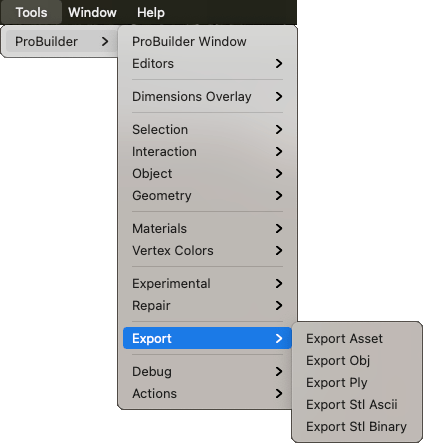 Tools Window Help
ProBuilder
ProBuilder Window
Editors
Dimensions Overlay
Selection
Interaction
Object
Geometry
Materials
Vertex Colors
Experimental
Repair
Export
Debug
Actions
Export Asset
Export Obj
Export Ply
Export Stl Ascii
Export Stl Binary